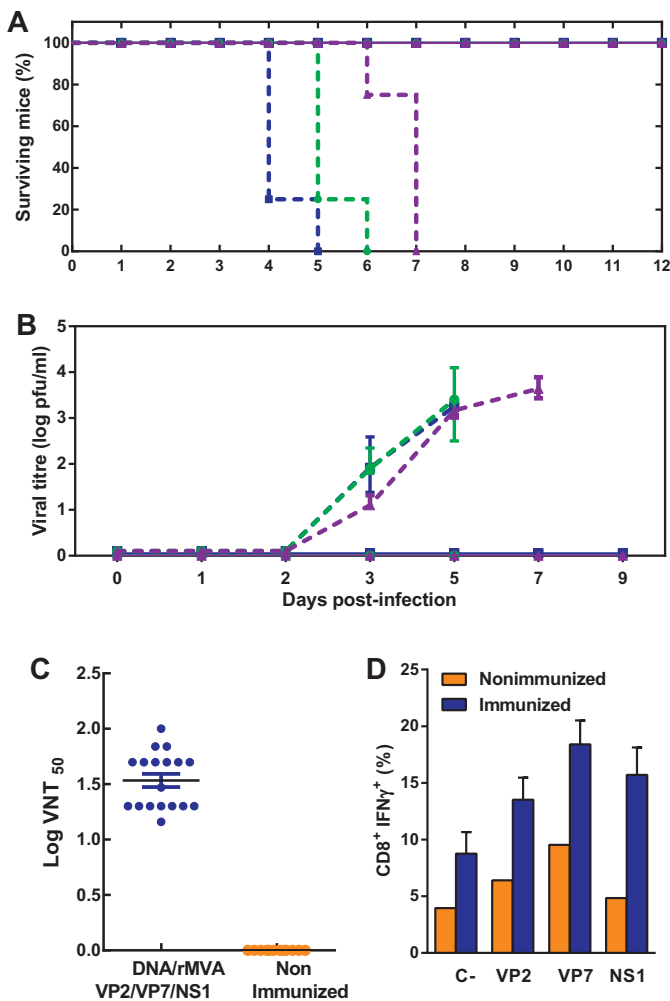 A
Surviving mice (%)
100
80
60
40
20
0
0 1 2 3 4 5 6 7 8 9 10 11 12
B
Viral titre (log pfu/ml)
5
4
3
2
1
0
0 1 2 3 5 7 9
Days post-infection
C
Log VNT 50
2.5
2.0
1.5
1.0
0.5
0.0
DNA/rMVA
VP2/VP7/NS1
Non
Immunized
D
CD8+ IFNγ+ (%)
25
20
15
10
5
0
Nonimmunized
Immunized
C- VP2 VP7 NS1